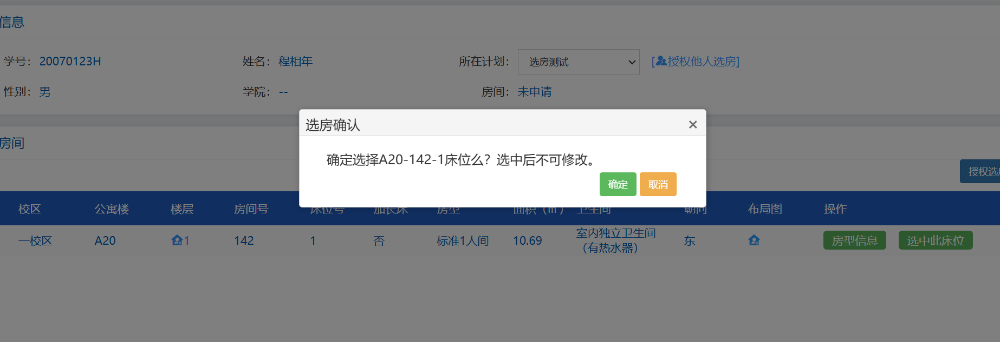 信息
学号：20070123H 姓名：程相年 所在计划：选房测试 [授权他人选房]
性别：男 学院：-- 房间：未申请
选房确认 ×
房间
确定选择A20-142-1床位么？选中后不可修改。
授权选
确定 取消
校区 公寓楼 楼层 房间号 床位号 加长床 房型 面积（㎡） 卫生间 朝向 布局图 操作
一校区 A20 1 142 1 否 标准1人间 10.69 室内独立卫生间 东 房型信息 选中此床位
（有热水器）